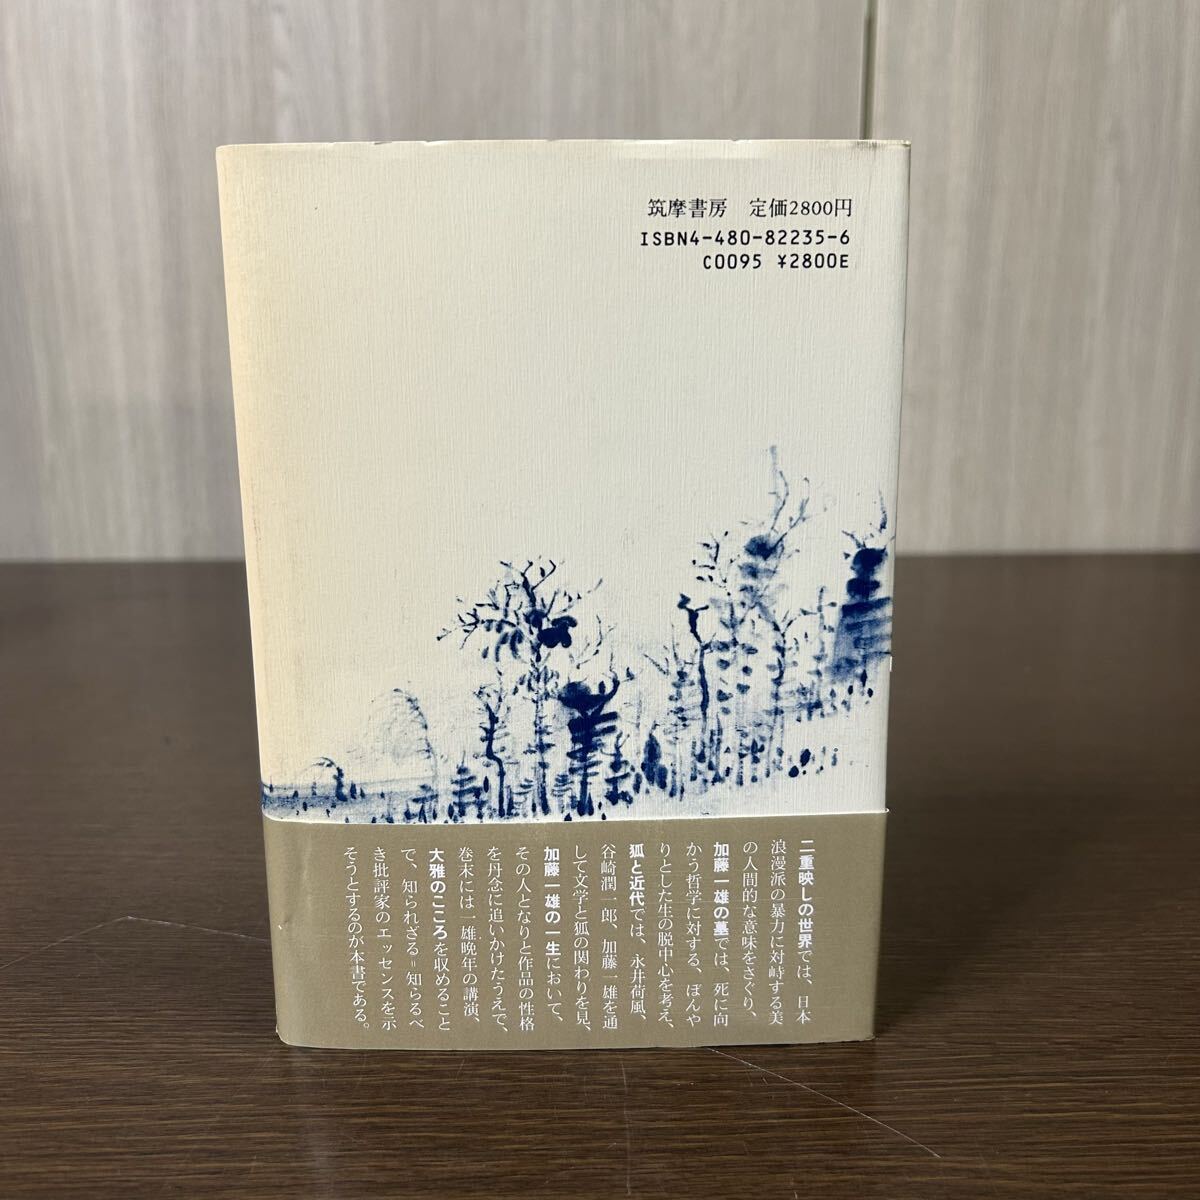 筑摩書房 定価2800円
ISBN4-480-82235-6
C0095 ¥2800E
二重映しの世界では、日本
浪漫派の暴力に対峙する美
の人間的な意味をさぐり、
加藤一雄の墓では、死に向
かう哲学に対する、ぼんや
りとした生の脱中心を考え、
狐と近代では、永井荷風、
谷崎潤一郎、加藤一雄を通
して文学と狐の関わりを見、
加藤一雄の一生において、
その人となりと作品の性格
を丹念に追いかけたうえで、
巻末には一雄晩年の講演、
大雅のこころを収めること
で、知られざる=知らるべ
き批評家のエッセンスを示
そうとするのが本書である。